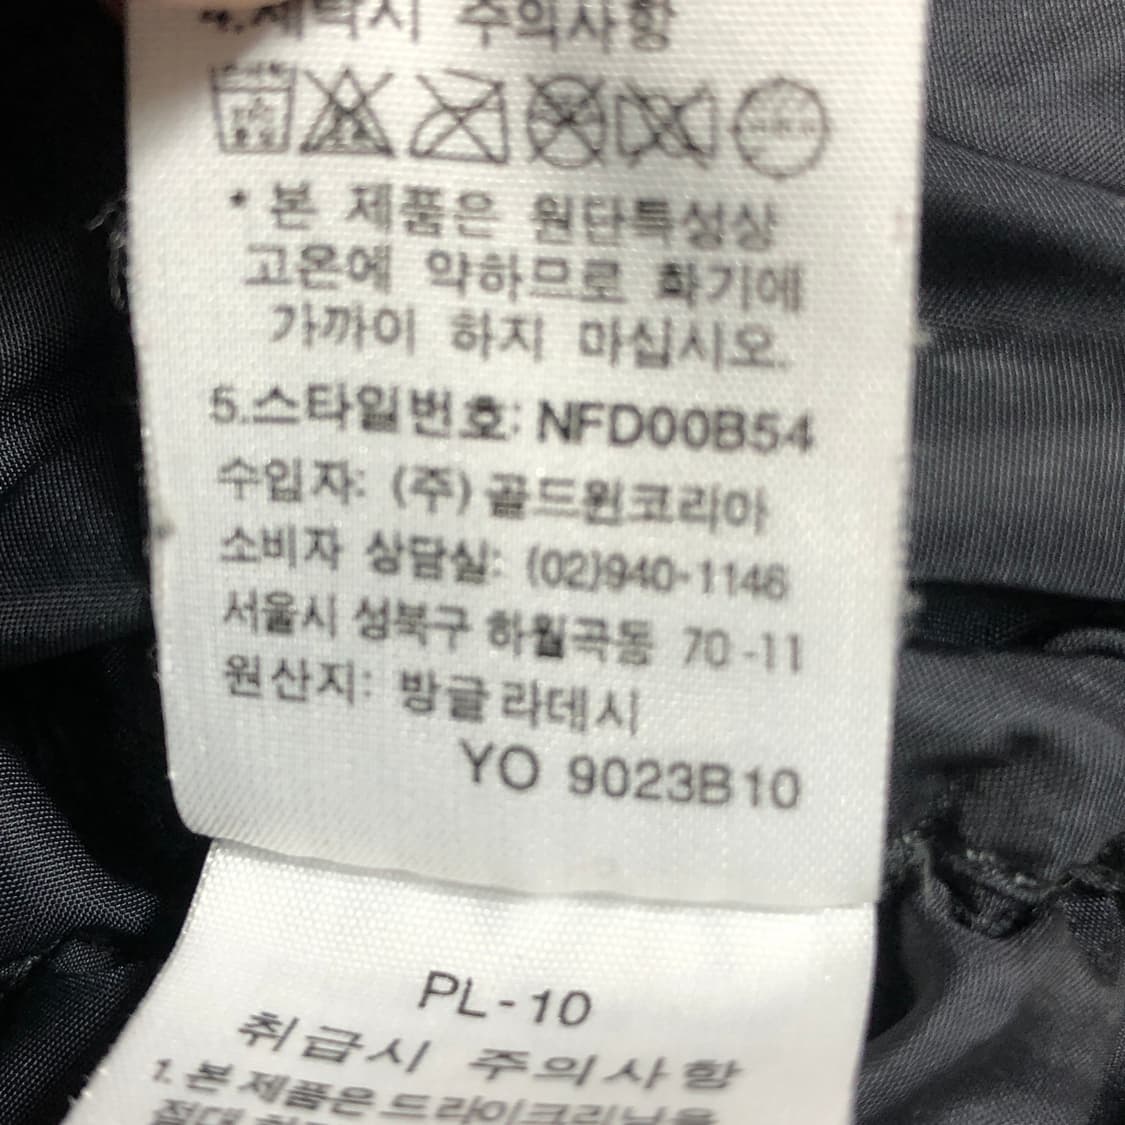 4.세탁시 주의사항
* 본 제품은 원단특성상
고온에 약하므로 화기에
가까이 하지 마십시오.
5.스타일번호: NFD00B54
수입자: (주) 골드윈코리아
소비자 상담실: (02)940-1146
서울시 성북구 하월곡동 70-11
원산지: 방글라데시
YO 9023B10
PL-10
취급시 주의사항
1.본 제품은 드라이크리닝을
절대